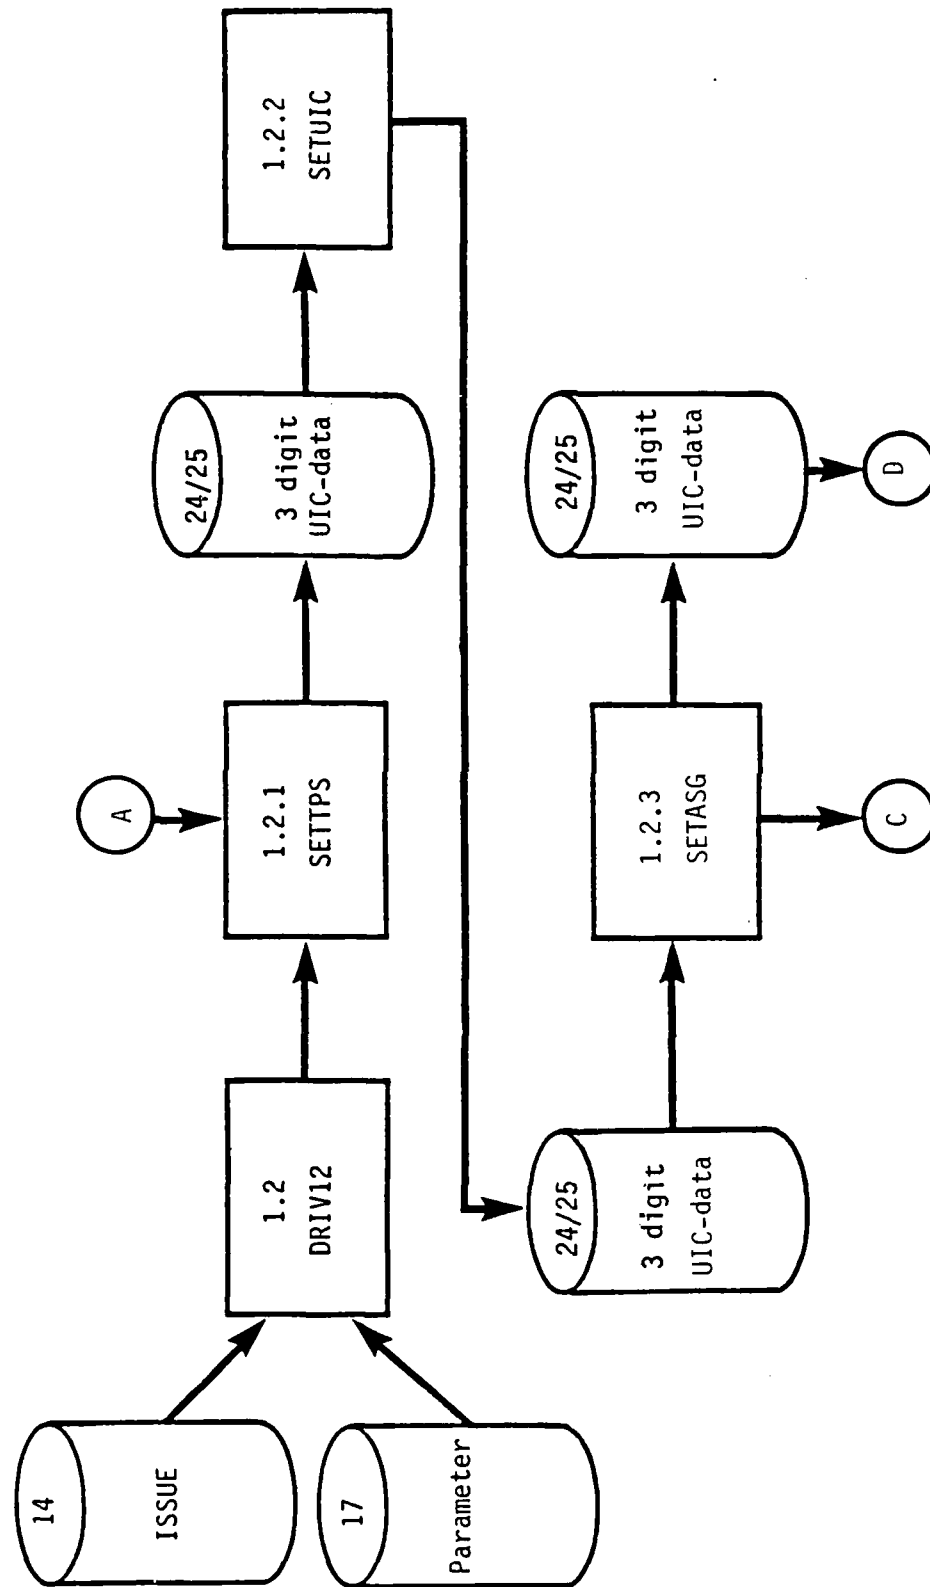 14
ISSUE
17
Parameter
1.2
DRIV12
A
1.2.1
SETTPS
24/25
3 digit
UIC-data
1.2.2
SETUIC
24/25
3 digit
UIC-data
1.2.3
SETASG
C
24/25
3 digit
UIC-data
D